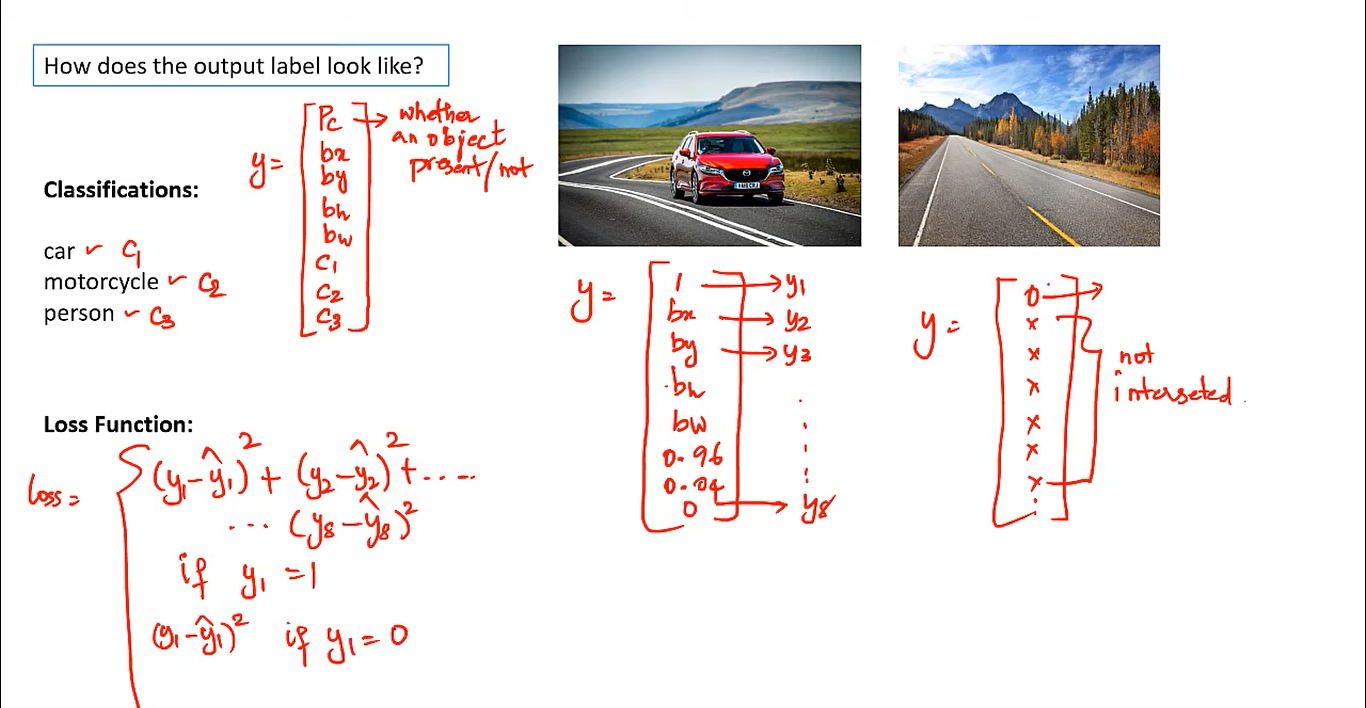 How does the output label look like?
y =
Pc → whether an object present/not
bx
by
bh
bw
C1
C2
C3
Classifications:
car ✓ C1
motorcycle ✓ C2
person ✓ C3
Loss Function:
Loss = { (y1-ŷ1)² + (y2-ŷ2)² + ....
... (y8-ŷ8)²
if y1 = 1
(y1-ŷ1)² if y1 = 0
y =
1 → y1
bx → y2
by → y3
bh
bw
0.96
0.04
0 → y8
y =
0 →
x
x
x
x
x
x
not
interseted.